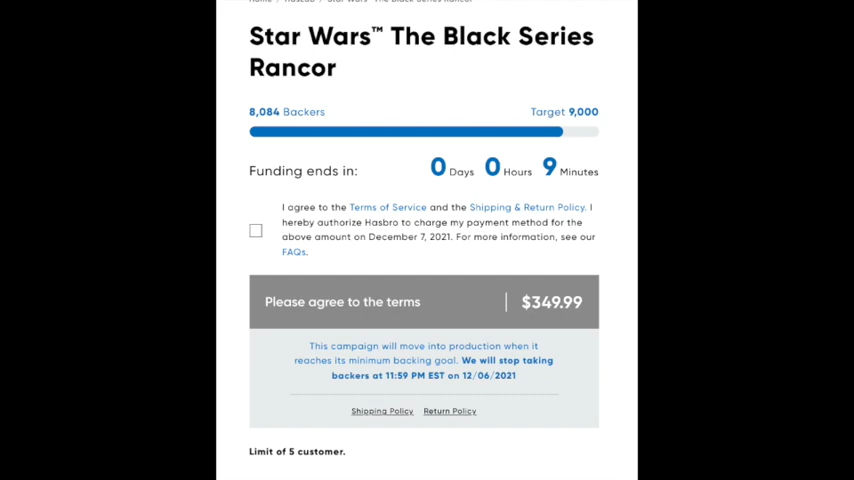 Star Wars™ The Black Series
Rancor
8,084 Backers Target 9,000
Funding ends in: 0 Days 0 Hours 9 Minutes
I agree to the Terms of Service and the Shipping & Return Policy. I
hereby authorize Hasbro to charge my payment method for the
above amount on December 7, 2021. For more information, see our
FAQs.
Please agree to the terms $349.99
This campaign will move into production when it
reaches its minimum backing goal. We will stop taking
backers at 11:59 PM EST on 12/06/2021
Shipping Policy Return Policy
Limit of 5 customer.